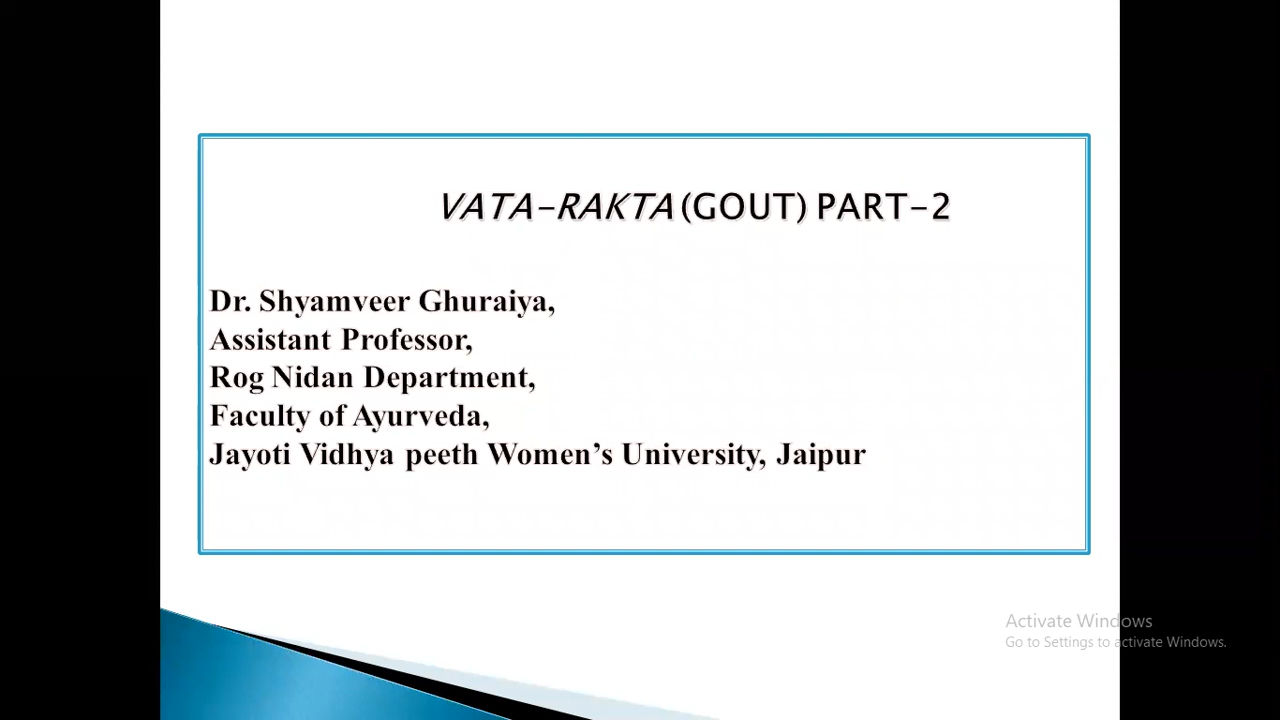 VATA-RAKTA (GOUT) PART-2
Dr. Shyamveer Ghuraiya,
Assistant Professor,
Rog Nidan Department,
Faculty of Ayurveda,
Jayoti Vidhya peeth Women’s University, Jaipur
Activate Windows
Go to Settings to activate Windows.